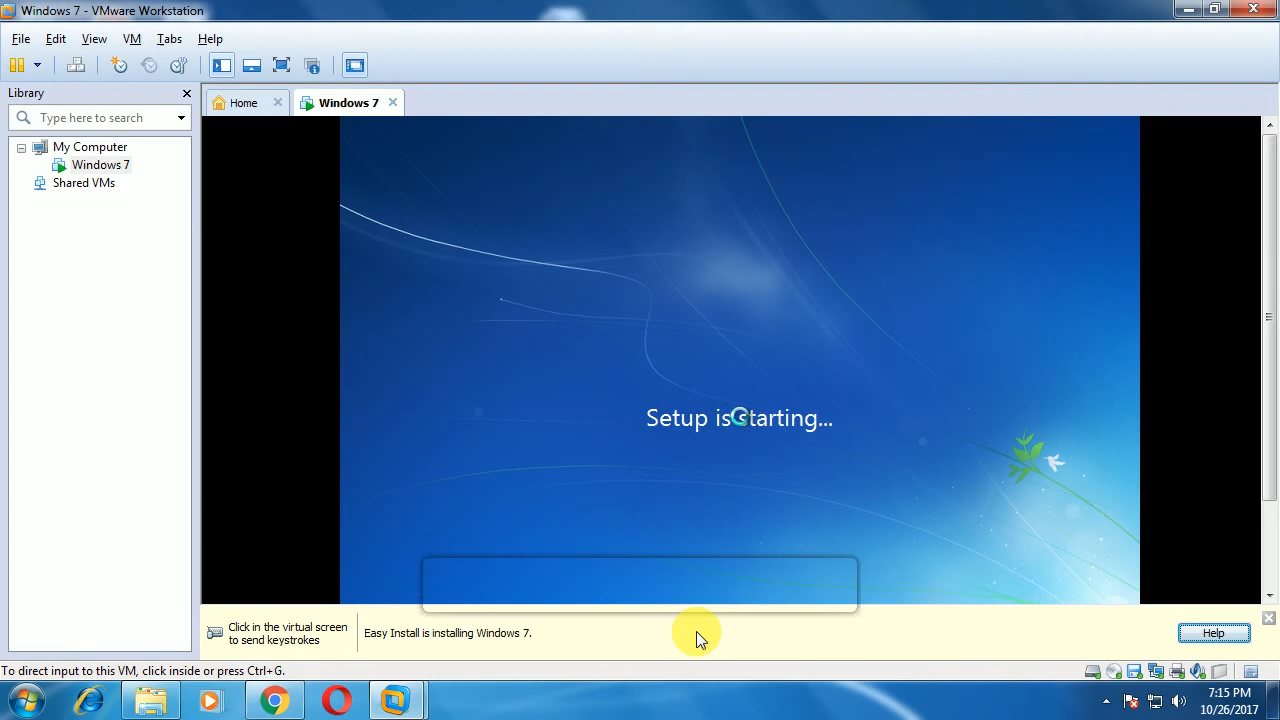 Windows 7 - VMware Workstation
File Edit View VM Tabs Help
Library
Type here to search
My Computer
Windows 7
Shared VMs
Home
Windows 7
Setup is starting...
Click in the virtual screen
to send keystrokes
Easy Install is installing Windows 7.
Help
To direct input to this VM, click inside or press Ctrl+G.
7:15 PM
10/26/2017